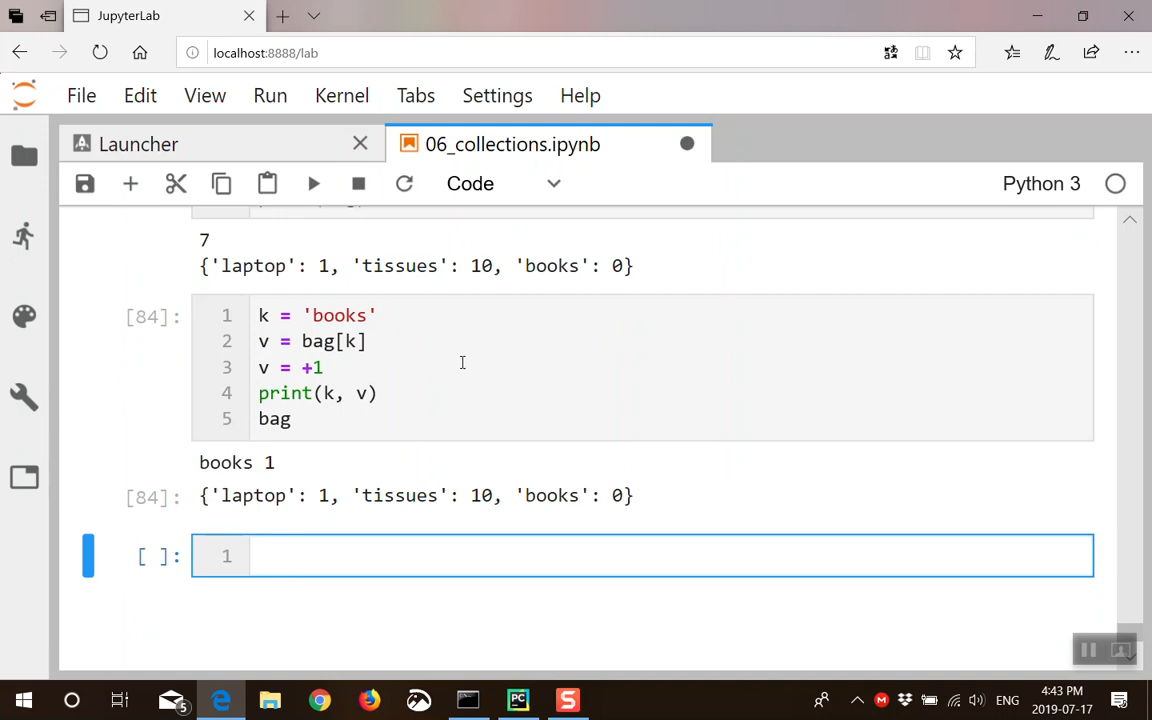 JupyterLab
localhost:8888/lab
File Edit View Run Kernel Tabs Settings Help
Launcher 06_collections.ipynb
Code Python 3
7
{'laptop': 1, 'tissues': 10, 'books': 0}
[84]: 1 k = 'books'
2 v = bag[k]
3 v = +1
4 print(k, v)
5 bag
books 1
[84]: {'laptop': 1, 'tissues': 10, 'books': 0}
[ ]: 1
5 PC S M ENG 4:43 PM
2019-07-17